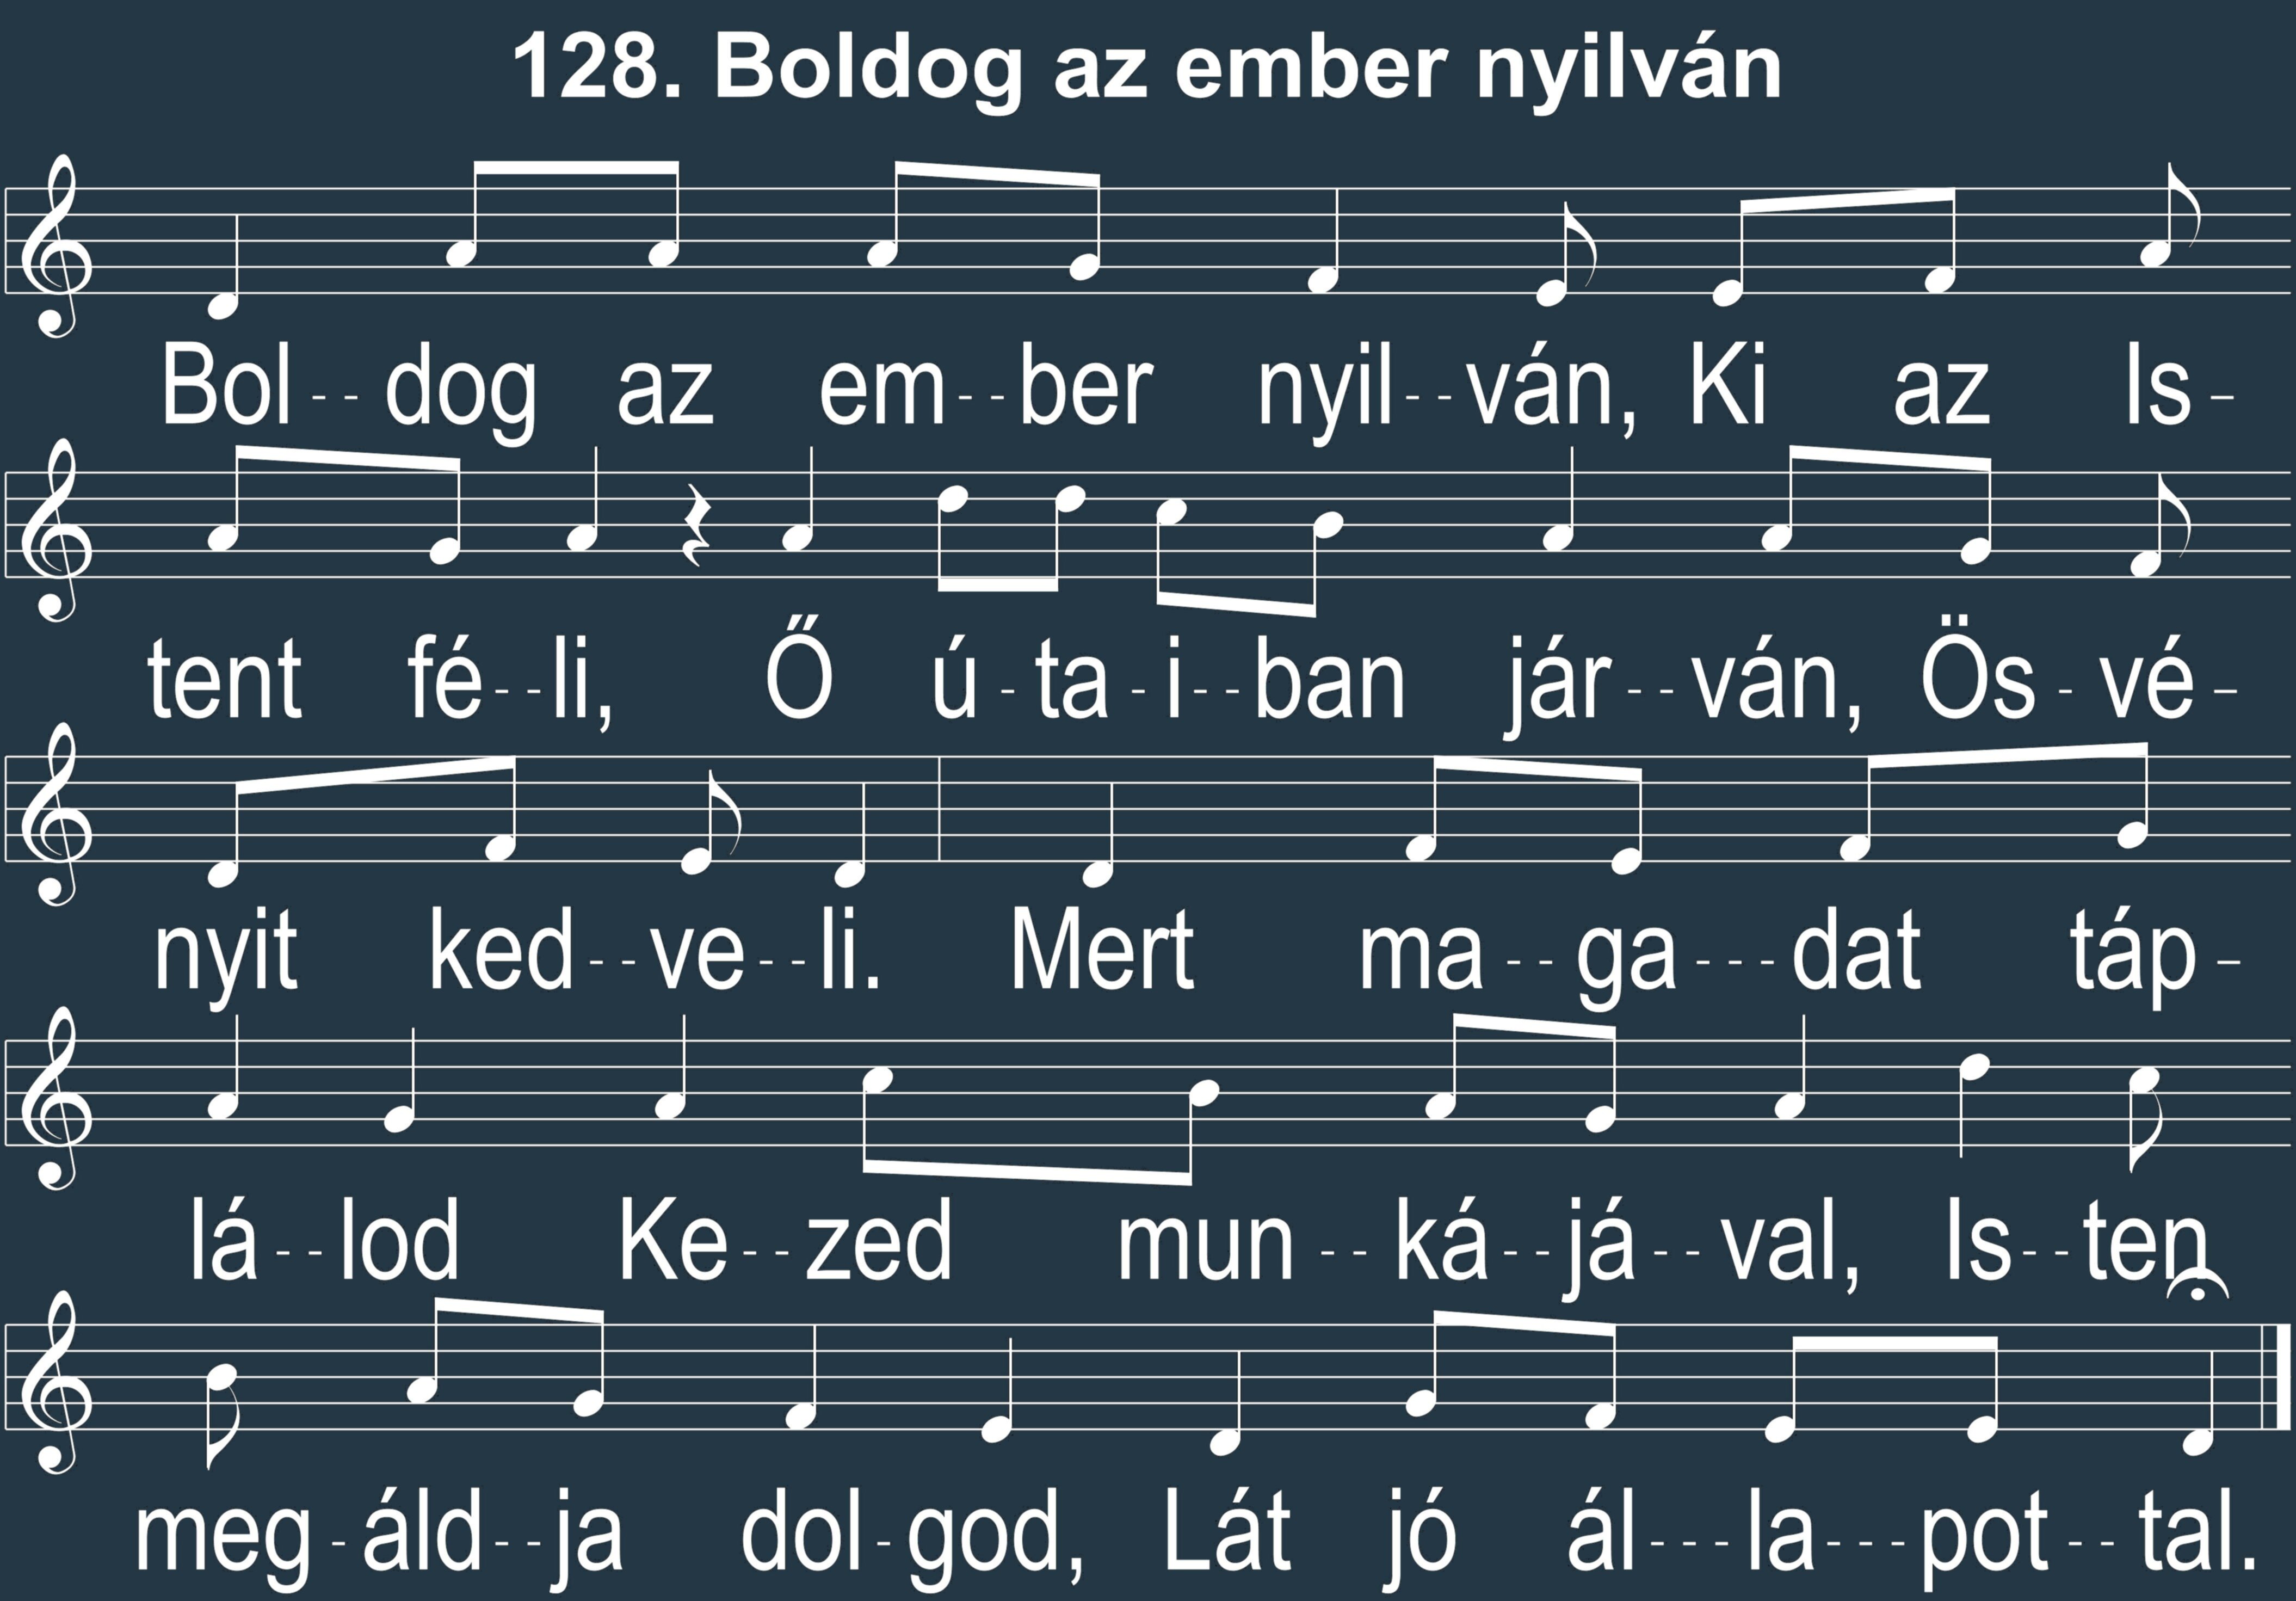 128. Boldog az ember nyilván
Bol--dog az em--ber nyil--ván, Ki az Is-
tent fé--li, Ő ú-ta-i--ban jár--ván, Ös-vé-
nyit ked--ve--li. Mert ma--ga---dat táp-
lá--lod Ke--zed mun--ká--já--val, Is--ten
meg-áld--ja dol-god, Lát jó ál---la---pot--tal.